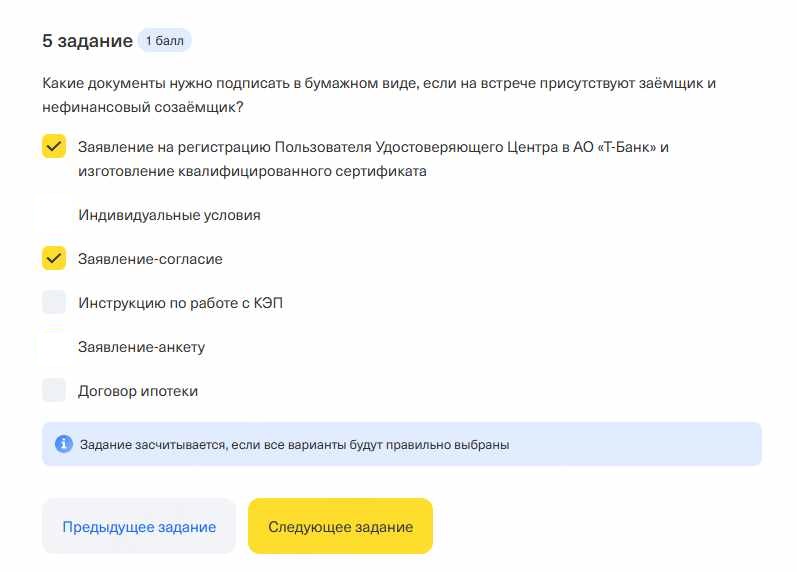 5 задание 1 балл
Какие документы нужно подписать в бумажном виде, если на встрече присутствуют заёмщик и
нефинансовый созаёмщик?
Заявление на регистрацию Пользователя Удостоверяющего Центра в АО «Т-Банк» и
изготовление квалифицированного сертификата
Индивидуальные условия
Заявление-согласие
Инструкцию по работе с КЭП
Заявление-анкету
Договор ипотеки
Задание засчитывается, если все варианты будут правильно выбраны
Предыдущее задание Следующее задание